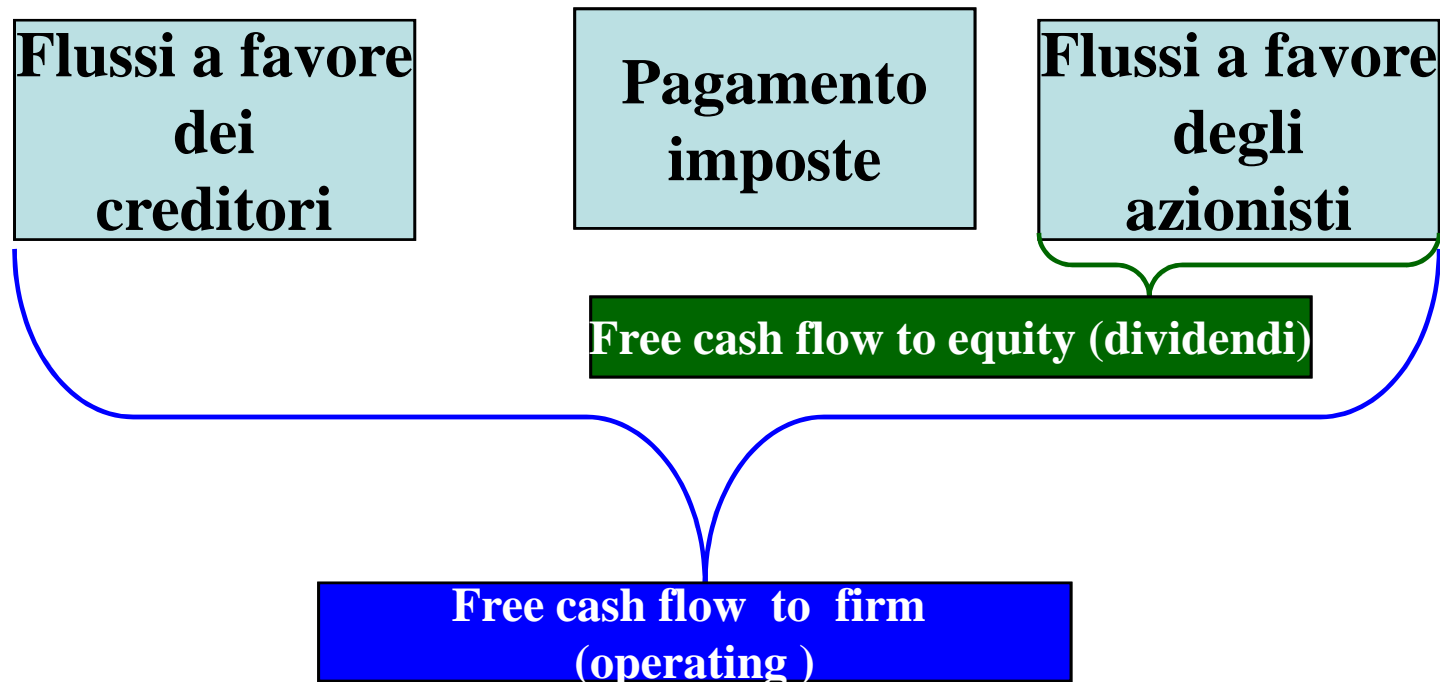 Flussi a favore
dei
creditori
Pagamento
imposte
Flussi a favore
degli
azionisti
Free cash flow to equity (dividendi)
Free cash flow to firm
(operating )